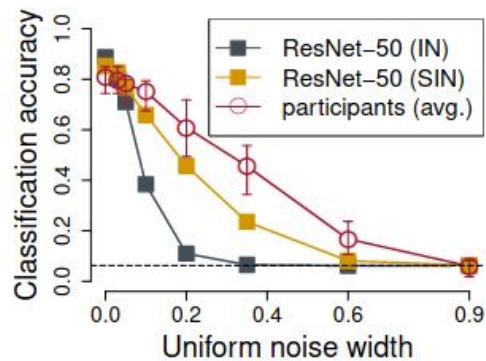 ResNet-50 (IN)
ResNet-50 (SIN)
participants (avg.)
Classification accuracy
1.0
0.8
0.6
0.4
0.2
0.0
0.0 0.2 0.4 0.6 0.9
Uniform noise width